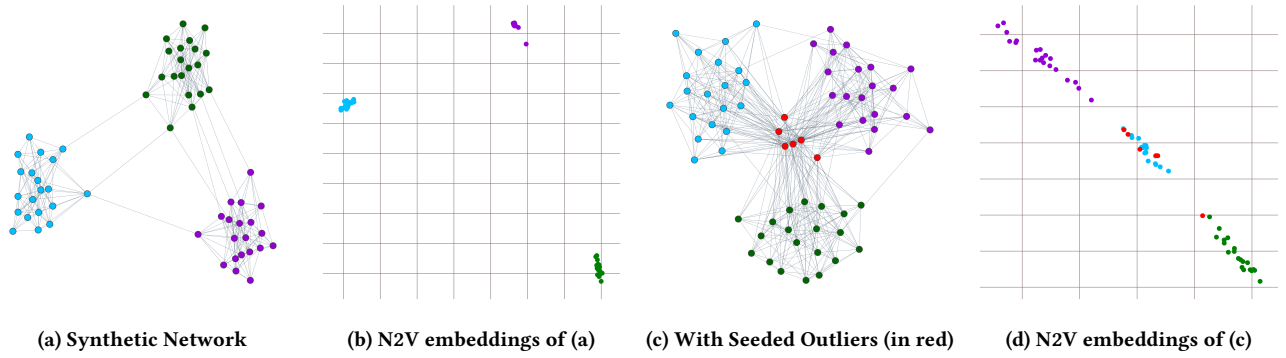 (a) Synthetic Network
(b) N2V embeddings of (a)
(c) With Seeded Outliers (in red)
(d) N2V embeddings of (c)